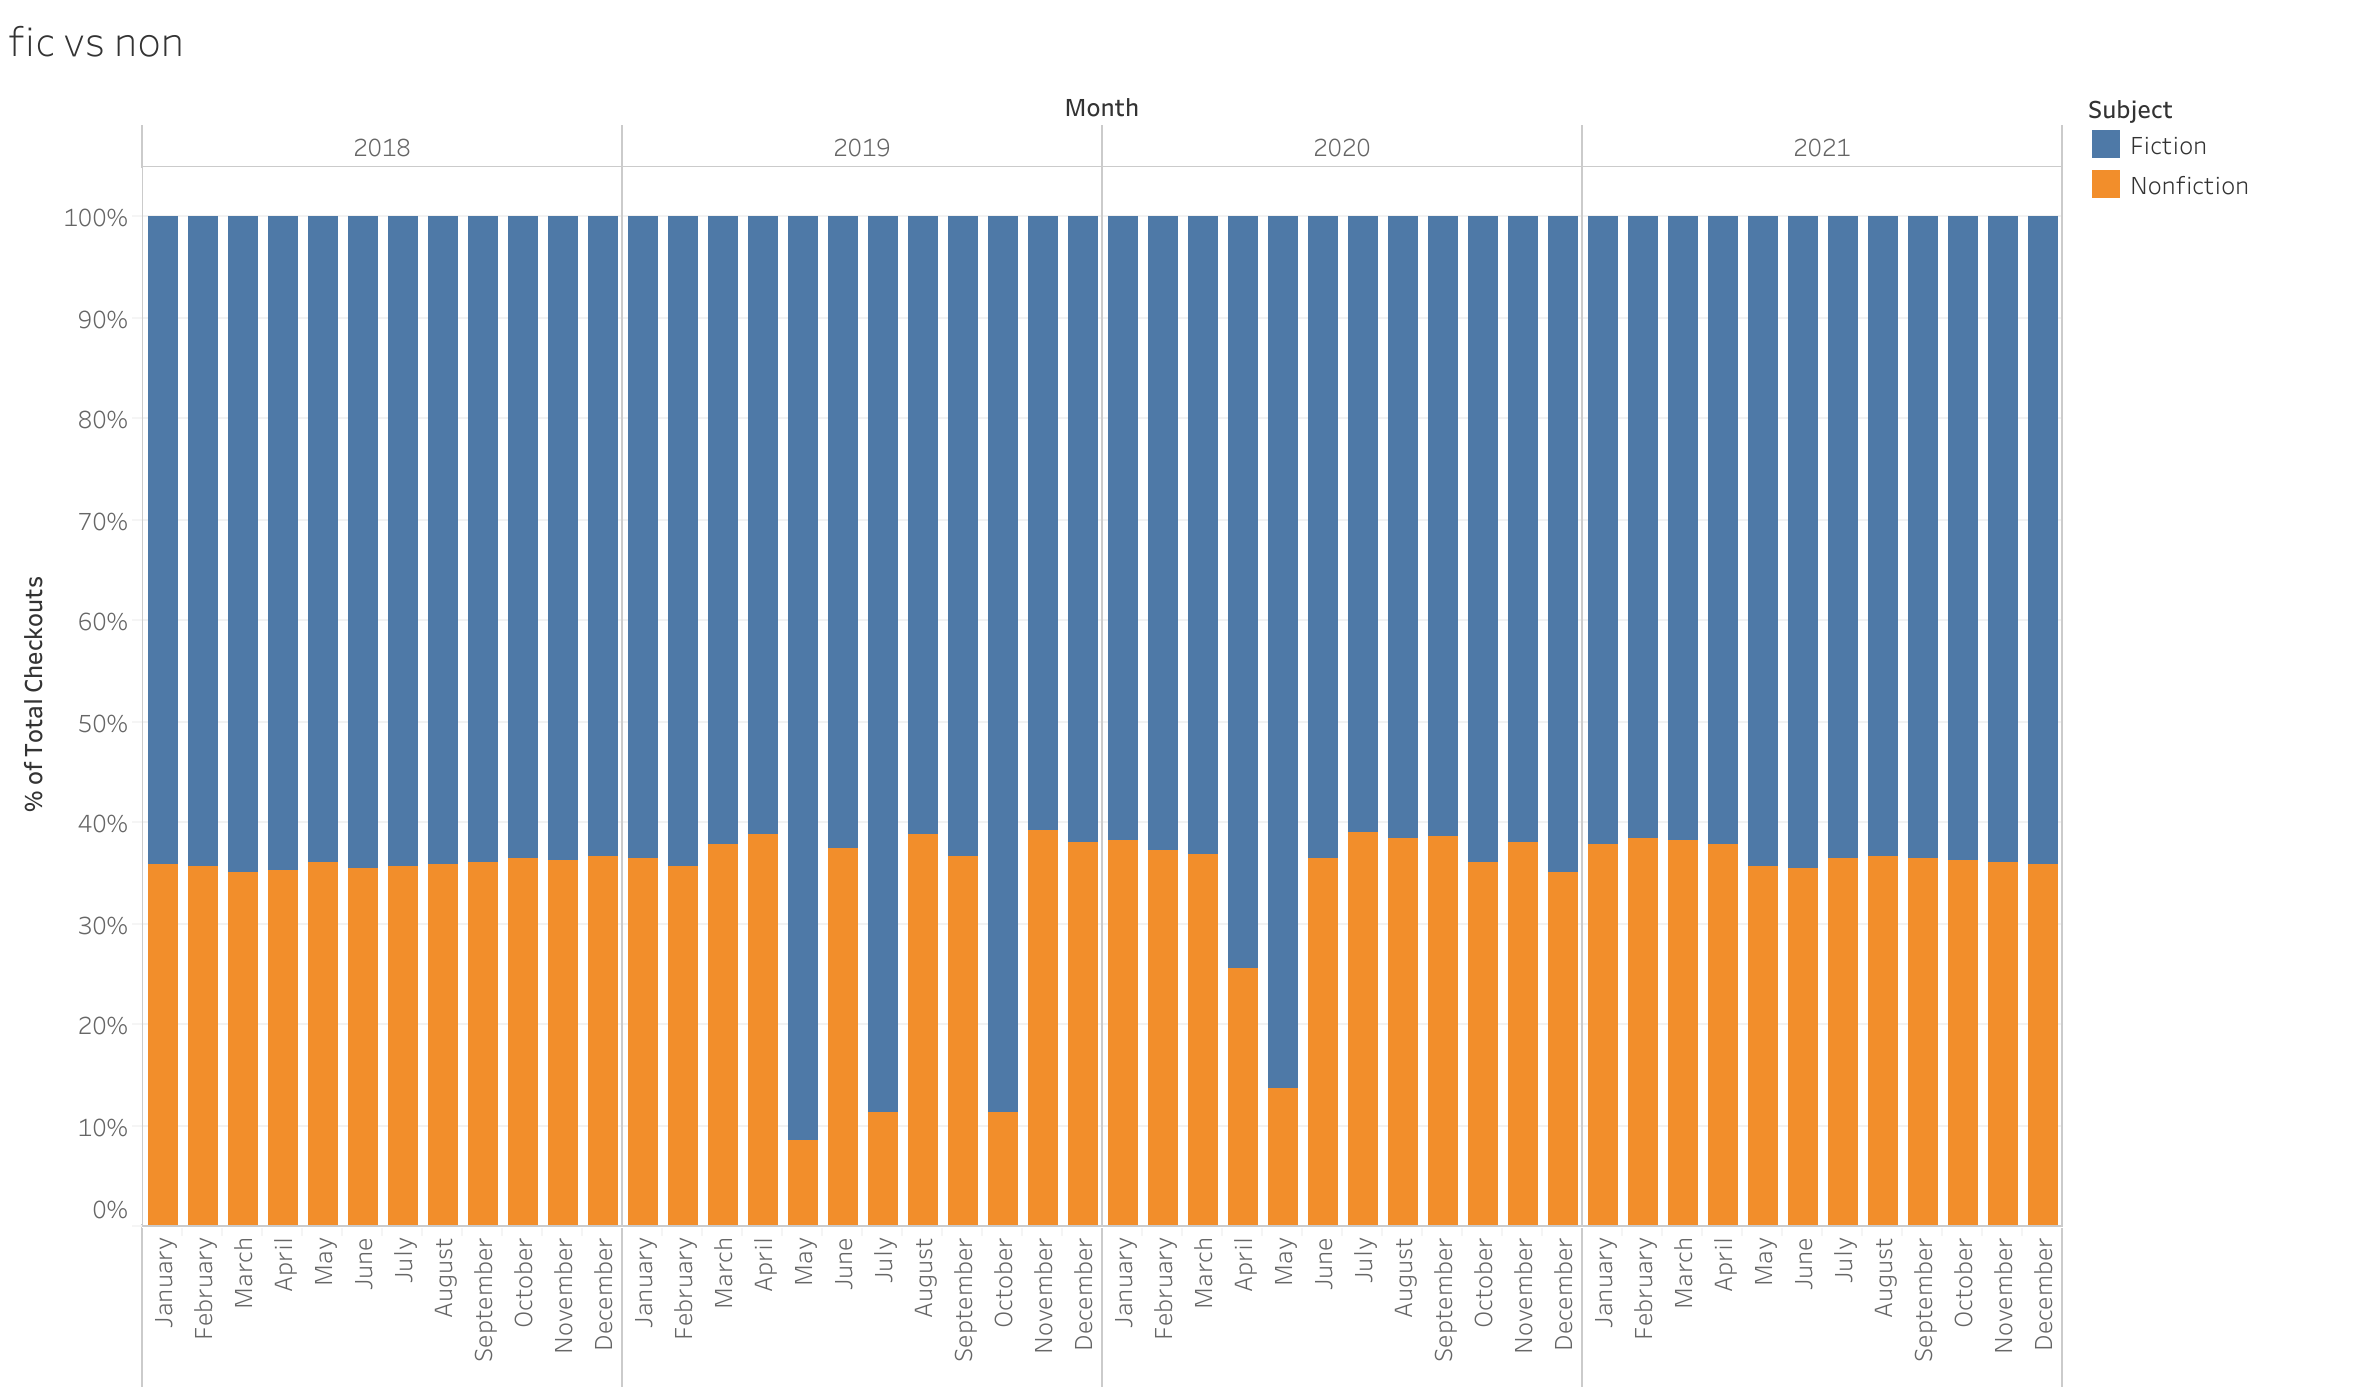 fic vs non
Month
Subject
2018 2019 2020 2021
Fiction
Nonfiction
100%
90%
80%
70%
60%
50%
40%
30%
20%
10%
0%
% of Total Checkouts
January February March April May June July August September October November December January February March April May June July August September October November December January February March April May June July August September October November December January February March April May June July August September October November December